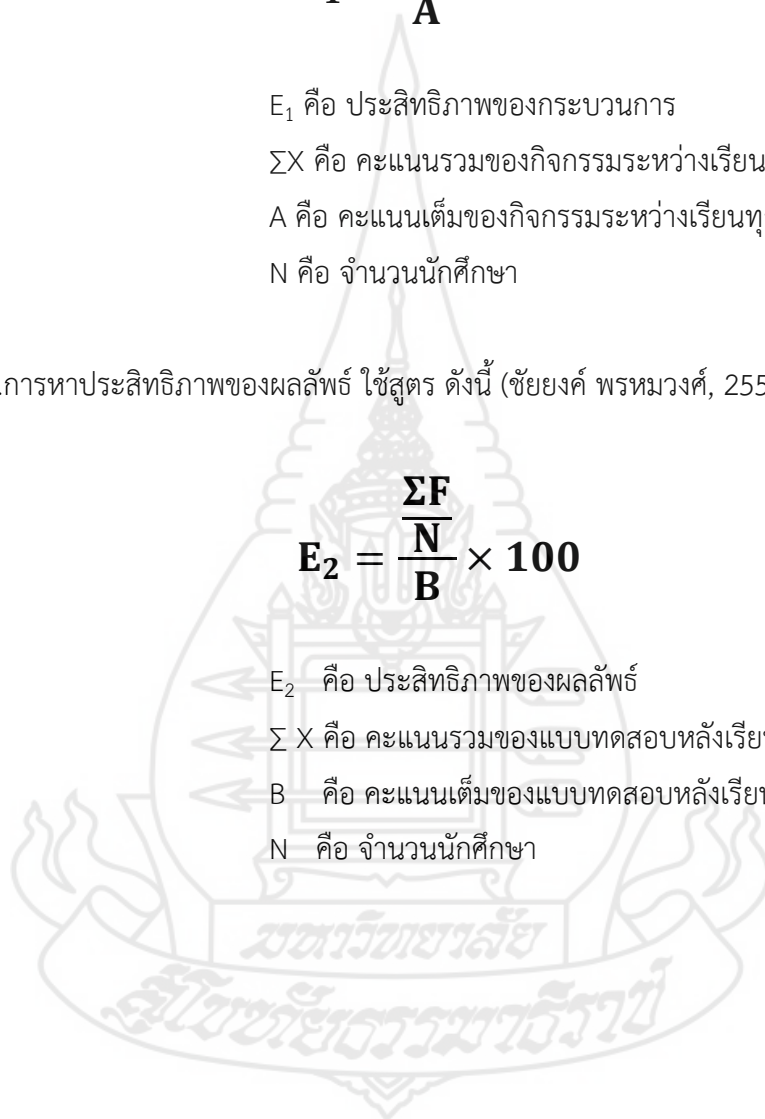 A
E₁ คือ ประสิทธิภาพของกระบวนการ
ΣX คือ คะแนนรวมของกิจกรรมระหว่างเรียน
A คือ คะแนนเต็มของกิจกรรมระหว่างเรียน
N คือ จำนวนนักศึกษา
.การหาประสิทธิภาพของผลลัพธ์ ใช้สูตร ดังนี้ (ชัยยงค์ พรหมวงศ์, 255
ΣF
N
E₂ = B × 100
E₂ คือ ประสิทธิภาพของผลลัพธ์
Σ X คือ คะแนนรวมของแบบทดสอบหลังเรียน
B คือ คะแนนเต็มของแบบทดสอบหลังเรียน
N คือ จำนวนนักศึกษา
มหาวิทยาลัย
สุโขทัยธรรมาธิราช